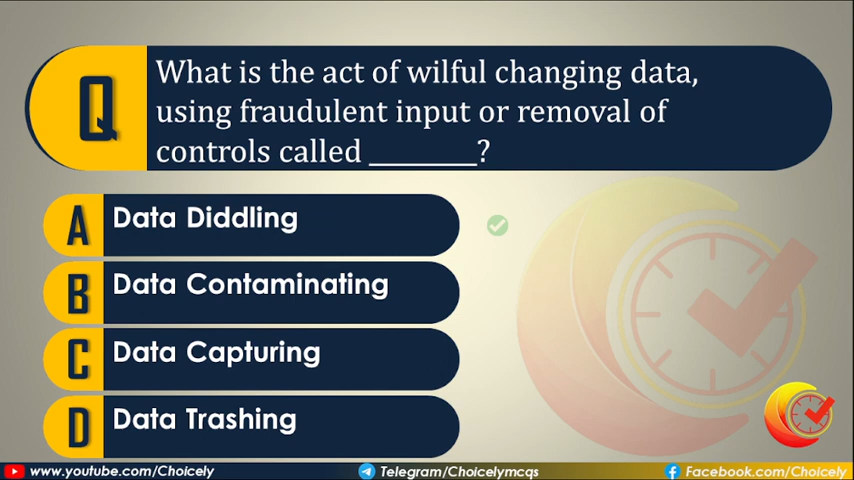 Q
What is the act of wilful changing data,
using fraudulent input or removal of
controls called ________?
A Data Diddling
B Data Contaminating
C Data Capturing
D Data Trashing
www.youtube.com/Choicely Telegram/Choicelymcqs Facebook.com/Choicely